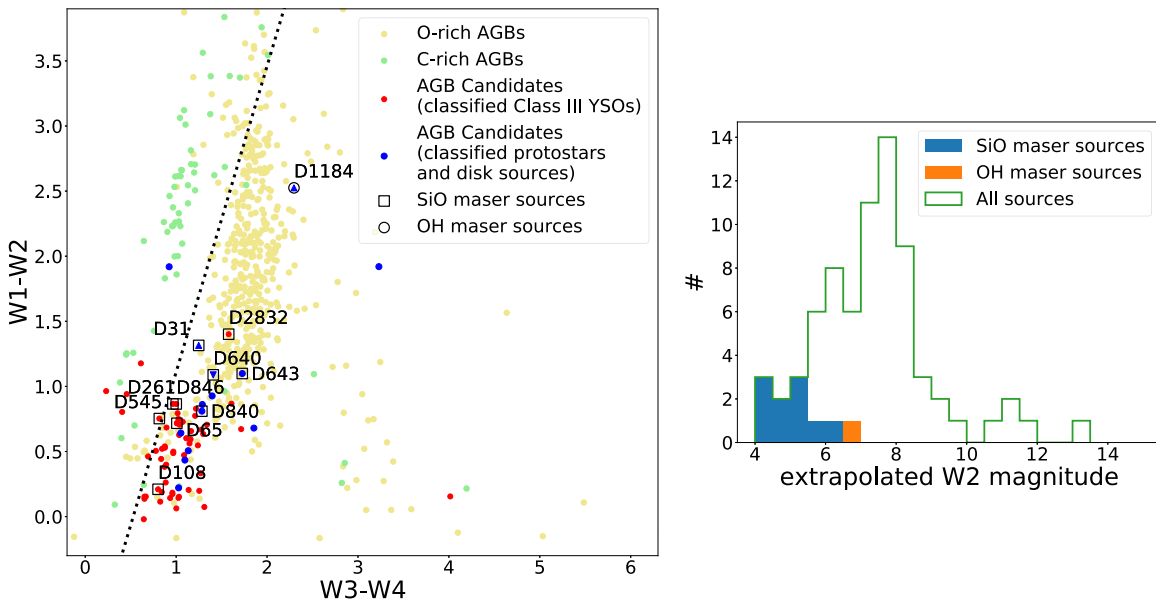 O-rich AGBs
C-rich AGBs
AGB Candidates
(classified Class III YSOs)
AGB Candidates
(classified protostars
and disk sources)
SiO maser sources
OH maser sources
D1184
D31
D2832
D640
D643
D261
D846
D545
D840
D65
D108
3.5
3.0
2.5
2.0
1.5
1.0
0.5
0.0
W1-W2
0 1 2 3 4 5 6
W3-W4
SiO maser sources
OH maser sources
All sources
14
12
10
8
6
4
2
0
#
4 6 8 10 12 14
extrapolated W2 magnitude